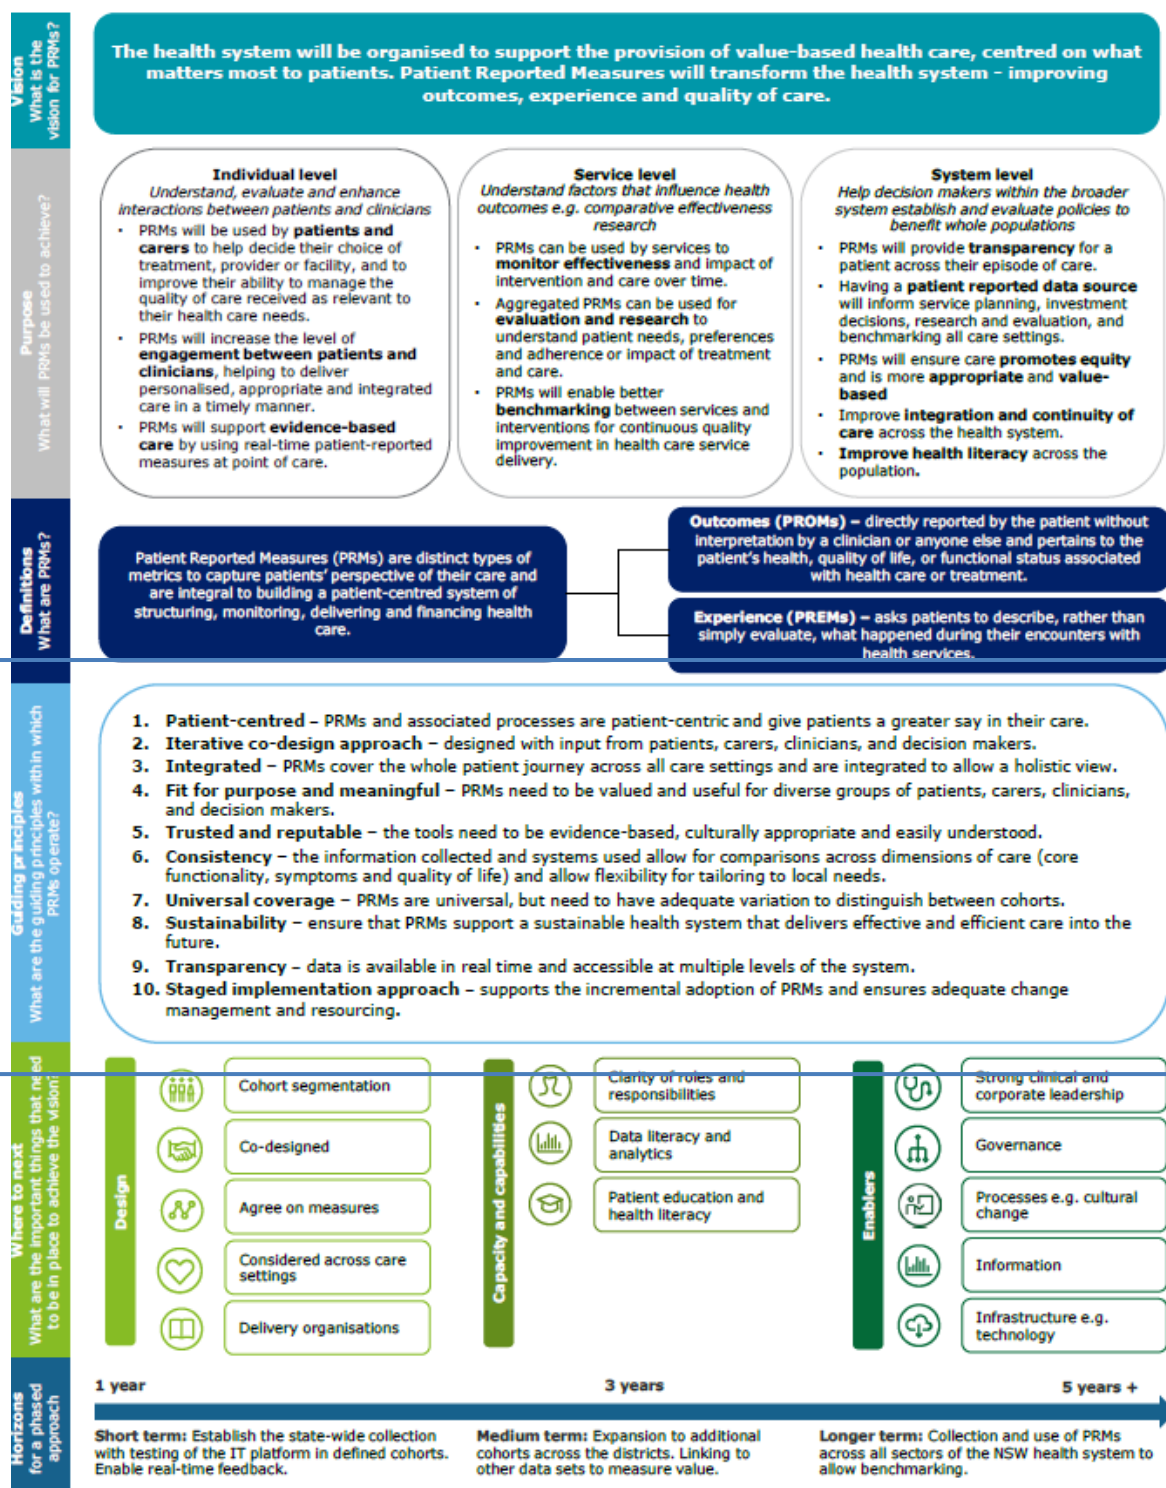 Vision
What is the
vision for PRMs?
The health system will be organised to support the provision of value-based health care, centred on what
matters most to patients. Patient Reported Measures will transform the health system – improving
outcomes, experience and quality of care.
Purpose
What will PRMs be used to achieve?
Individual level
Understand, evaluate and enhance
interactions between patients and clinicians
• PRMs will be used by patients and
carers to help decide their choice of
treatment, provider or facility, and to
improve their ability to manage the
quality of care received as relevant to
their health care needs.
• PRMs will increase the level of
engagement between patients and
clinicians, helping to deliver
personalised, appropriate and integrated
care in a timely manner.
• PRMs will support evidence-based
care by using real-time patient-reported
measures at point of care.
Service level
Understand factors that influence health
outcomes e.g. comparative effectiveness
research
• PRMs can be used by services to
monitor effectiveness and impact of
intervention and care over time.
• Aggregated PRMs can be used for
evaluation and research to
understand patient needs, preferences
and adherence or impact of treatment
and care.
• PRMs will enable better
benchmarking between services and
interventions for continuous quality
improvement in health care service
delivery.
System level
Help decision makers within the broader
system establish and evaluate policies to
benefit whole populations
• PRMs will provide transparency for a
patient across their episode of care.
• Having a patient reported data source
will inform service planning, investment
decisions, research and evaluation, and
benchmarking all care settings.
• PRMs will ensure care promotes equity
and is more appropriate and value-
based
• Improve integration and continuity of
care across the health system.
• Improve health literacy across the
population.
Definitions
What are PRMs?
Patient Reported Measures (PRMs) are distinct types of
metrics to capture patients' perspective of their care and
are integral to building a patient-centred system of
structuring, monitoring, delivering and financing health
care.
Outcomes (PROMs) – directly reported by the patient without
interpretation by a clinician or anyone else and pertains to the
patient's health, quality of life, or functional status associated
with health care or treatment.
Experience (PREMs) – asks patients to describe, rather than
simply evaluate, what happened during their encounters with
health services.
Guiding principles
What are the guiding principles within which
PRMs operate?
1. Patient-centred – PRMs and associated processes are patient-centric and give patients a greater say in their care.
2. Iterative co-design approach – designed with input from patients, carers, clinicians, and decision makers.
3. Integrated – PRMs cover the whole patient journey across all care settings and are integrated to allow a holistic view.
4. Fit for purpose and meaningful – PRMs need to be valued and useful for diverse groups of patients, carers, clinicians,
and decision makers.
5. Trusted and reputable – the tools need to be evidence-based, culturally appropriate and easily understood.
6. Consistency – the information collected and systems used allow for comparisons across dimensions of care (core
functionality, symptoms and quality of life) and allow flexibility for tailoring to local needs.
7. Universal coverage – PRMs are universal, but need to have adequate variation to distinguish between cohorts.
8. Sustainability – ensure that PRMs support a sustainable health system that delivers effective and efficient care into the
future.
9. Transparency – data is available in real time and accessible at multiple levels of the system.
10. Staged implementation approach – supports the incremental adoption of PRMs and ensures adequate change
management and resourcing.
Where to next
What are the important things that need
to be in place to achieve the vision?
Design
Cohort segmentation
Co-designed
Agree on measures
Considered across care
settings
Delivery organisations
Capacity and capabilities
Clarity of roles and
responsibilities
Data literacy and
analytics
Patient education and
health literacy
Enablers
Strong clinical and
corporate leadership
Governance
Processes e.g. cultural
change
Information
Infrastructure e.g.
technology
Horizons
for a phased
approach
1 year
3 years
5 years +
Short term: Establish the state-wide collection
with testing of the IT platform in defined cohorts.
Enable real-time feedback.
Medium term: Expansion to additional
cohorts across the districts. Linking to
other data sets to measure value.
Longer term: Collection and use of PRMs
across all sectors of the NSW health system to
allow benchmarking.